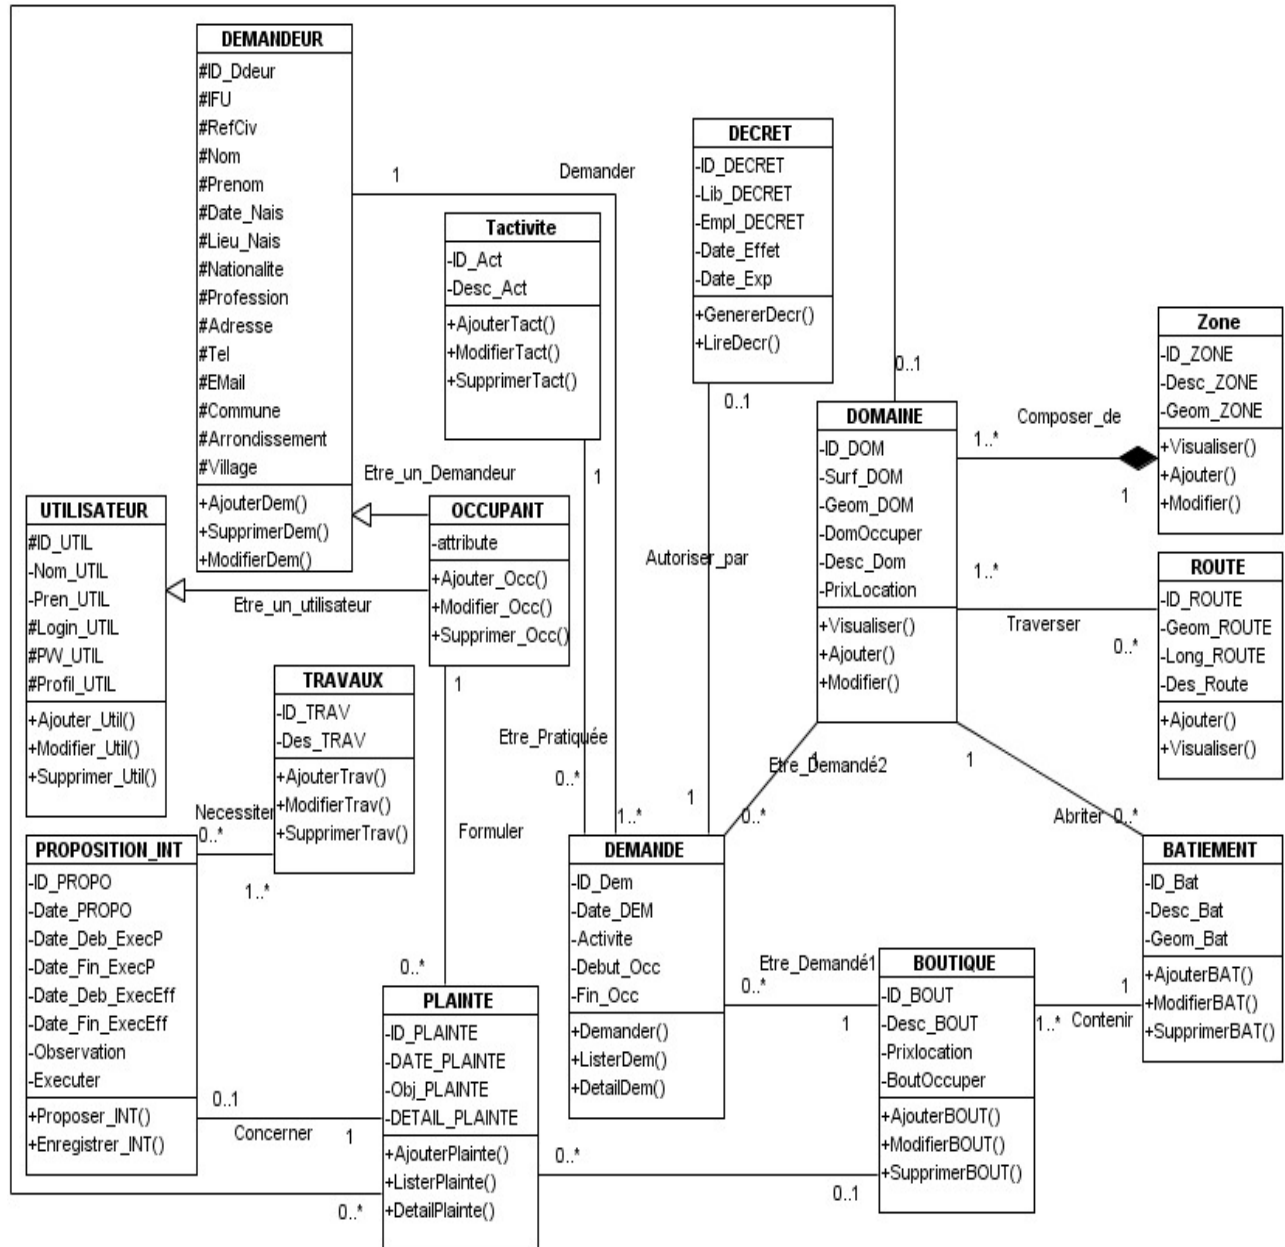 DEMANDEUR
#ID_Ddeur
#IFU
#RefCiv
#Nom
#Prenom
#Date_Nais
#Lieu_Nais
#Nationalite
#Profession
#Adresse
#Tel
#EMail
#Commune
#Arrondissement
#Village
+AjouterDem()
+SupprimerDem()
+ModifierDem()
1
Demander
1..*
Tactivite
-ID_Act
-Desc_Act
+AjouterTact()
+ModifierTact()
+SupprimerTact()
1
Etre_Pratiquée
0..*
DECRET
-ID_DECRET
-Lib_DECRET
-Empl_DECRET
-Date_Effet
-Date_Exp
+GenererDecr()
+LireDecr()
0..1
Autoriser_par
1
0..1
DOMAINE
-ID_DOM
-Surf_DOM
-Geom_DOM
-DomOccuper
-Desc_Dom
-PrixLocation
+Visualiser()
+Ajouter()
+Modifier()
Composer_de
1..*
1
Zone
-ID_ZONE
-Desc_ZONE
-Geom_ZONE
+Visualiser()
+Ajouter()
+Modifier()
1..*
Traverser
0..*
ROUTE
-ID_ROUTE
-Geom_ROUTE
-Long_ROUTE
-Des_Route
+Ajouter()
+Visualiser()
Etre_un_Demandeur
OCCUPANT
-attribute
+Ajouter_Occ()
+Modifier_Occ()
+Supprimer_Occ()
Etre_un_utilisateur
UTILISATEUR
#ID_UTIL
-Nom_UTIL
-Pren_UTIL
#Login_UTIL
#PW_UTIL
#Profil_UTIL
+Ajouter_Util()
+Modifier_Util()
+Supprimer_Util()
TRAVAUX
-ID_TRAV
-Des_TRAV
+AjouterTrav()
+ModifierTrav()
+SupprimerTrav()
Necessiter
0..*
1..*
1
Formuler
0..*
Etre_Demandé2
1
0..*
1
Abriter
0..*
PROPOSITION_INT
-ID_PROPO
-Date_PROPO
-Date_Deb_ExecP
-Date_Fin_ExecP
-Date_Deb_ExecEff
-Date_Fin_ExecEff
-Observation
-Executer
+Proposer_INT()
+Enregistrer_INT()
0..1
Concerner
1
DEMANDE
-ID_Dem
-Date_DEM
-Activite
-Debut_Occ
-Fin_Occ
+Demander()
+ListerDem()
+DetailDem()
Etre_Demandé1
0..*
1
BOUTIQUE
-ID_BOUT
-Desc_BOUT
-Prixlocation
-BoutOccuper
+AjouterBOUT()
+ModifierBOUT()
+SupprimerBOUT()
1
1..*
Contenir
BATIEMENT
-ID_Bat
-Desc_Bat
-Geom_Bat
+AjouterBAT()
+ModifierBAT()
+SupprimerBAT()
PLAINTE
-ID_PLAINTE
-DATE_PLAINTE
-Obj_PLAINTE
-DETAIL_PLAINTE
+AjouterPlainte()
+ListerPlainte()
+DetailPlainte()
0..*
0..1
0..*